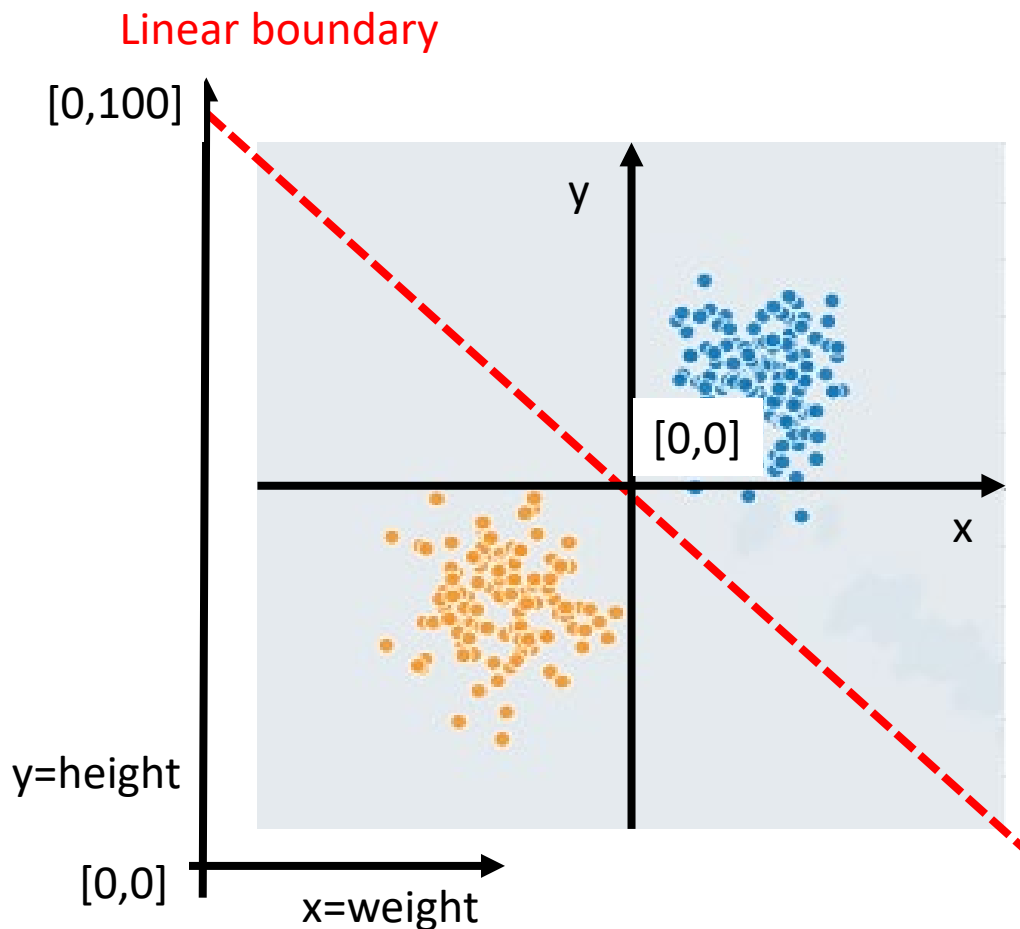 Linear boundary
[0,100]
y
[0,0]
x
y=height
[0,0]
x=weight